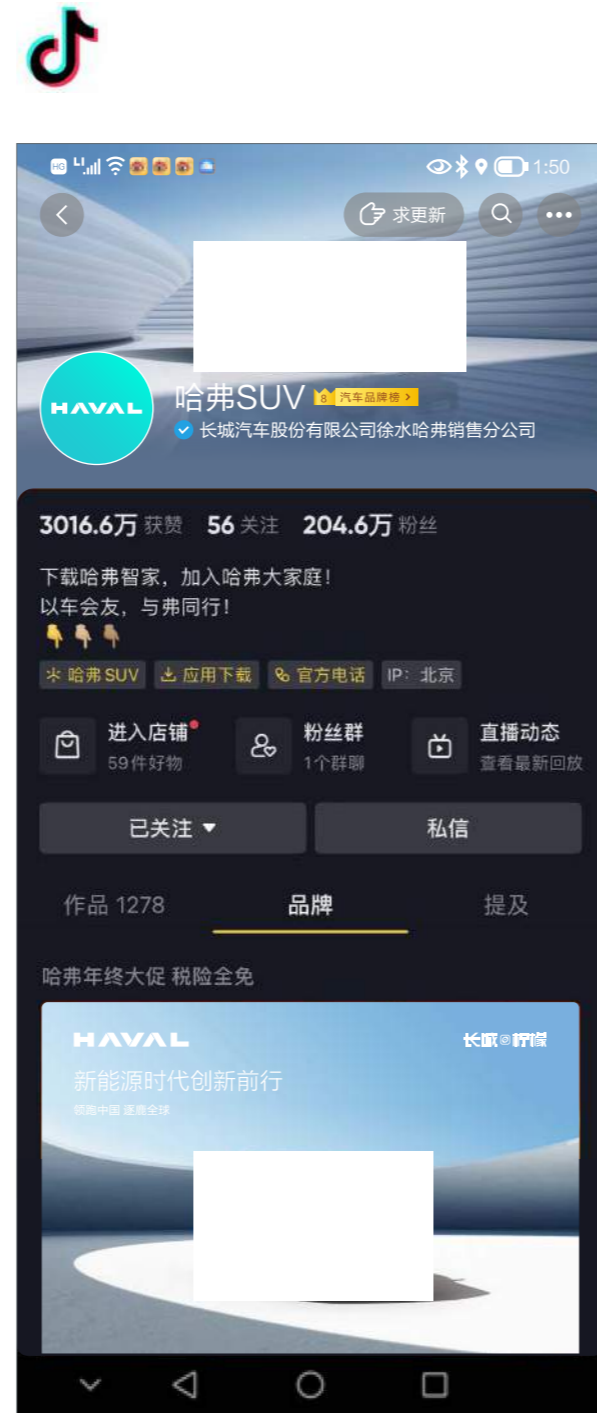 HG
1:50
求更新
HAVAL
哈弗SUV 8 汽车品牌榜
长城汽车股份有限公司徐水哈弗销售分公司
3016.6万 获赞 56 关注 204.6万 粉丝
下载哈弗智家，加入哈弗大家庭！
以车会友，与弗同行！
哈弗SUV 应用下载 官方电话 IP：北京
进入店铺 粉丝群 直播动态
59件好物 1个群聊 查看最新回放
已关注 私信
作品 1278 品牌 提及
哈弗年终大促 税险全免
HAVAL 长城 柠檬
新能源时代创新前行
领跑中国 逐鹿全球